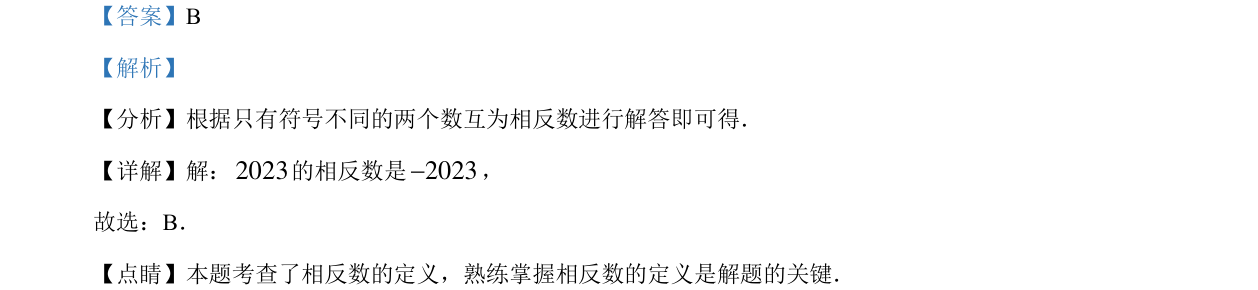 【答案】B
【解析】
【分析】根据只有符号不同的两个数互为相反数进行解答即可得．
【详解】解：2023的相反数是−2023，
故选：B．
【点睛】本题考查了相反数的定义，熟练掌握相反数的定义是解题的关键．